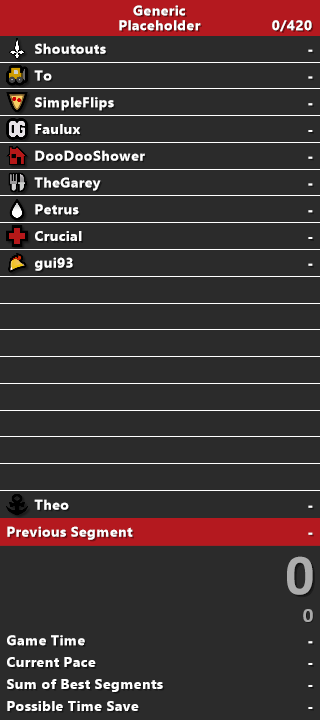 Generic
Placeholder 0/420
Shoutouts -
To -
SimpleFlips -
OG Faulux -
DooDooShower -
TheGarey -
Petrus -
Crucial -
gui93 -
Theo -
Previous Segment -
0
0
Game Time -
Current Pace -
Sum of Best Segments -
Possible Time Save -